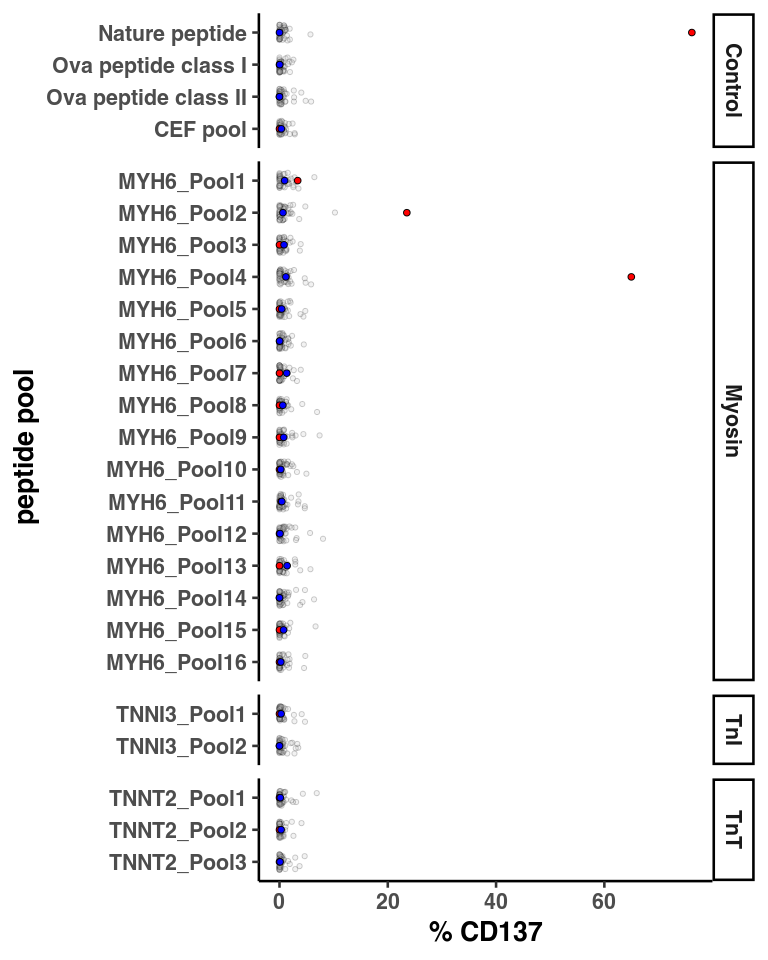 Nature peptide
Ova peptide class I
Ova peptide class II
CEF pool
Control
MYH6_Pool1
MYH6_Pool2
MYH6_Pool3
MYH6_Pool4
MYH6_Pool5
MYH6_Pool6
MYH6_Pool7
MYH6_Pool8
MYH6_Pool9
MYH6_Pool10
MYH6_Pool11
MYH6_Pool12
MYH6_Pool13
MYH6_Pool14
MYH6_Pool15
MYH6_Pool16
Myosin
TNNI3_Pool1
TNNI3_Pool2
TnI
TNNT2_Pool1
TNNT2_Pool2
TNNT2_Pool3
TnT
peptide pool
0 20 40 60
% CD137